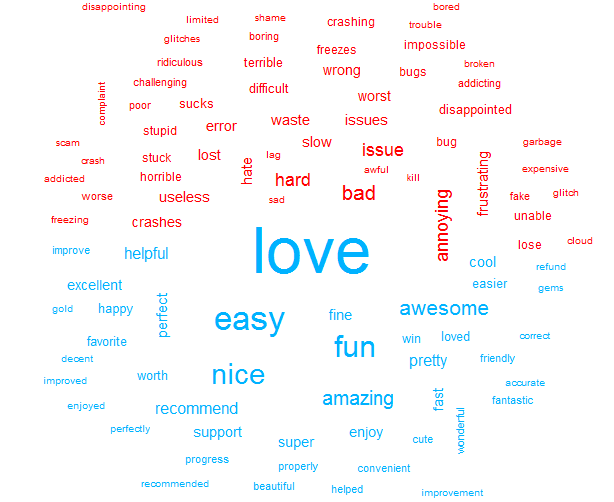 disappointing
bored
limited
shame
crashing
trouble
glitches
boring
freezes
impossible
ridiculous
terrible
wrong
bugs
broken
challenging
difficult
addicting
complaint
poor
sucks
worst
disappointed
stupid
error
waste
issues
scam
slow
bug
garbage
crash
stuck
lost
lag
issue
hate
awful
frustrating
expensive
addicted
horrible
hard
kill
worse
useless
sad
bad
annoying
fake
glitch
freezing
crashes
unable
lose
cloud
improve
helpful
love
cool
refund
excellent
easier
gems
gold
happy
perfect
easy
fine
awesome
favorite
fun
win
loved
correct
decent
pretty
friendly
improved
worth
nice
accurate
enjoyed
recommend
amazing
fast
fantastic
perfectly
support
super
enjoy
cute
wonderful
progress
properly
convenient
recommended
beautiful
helped
improvement